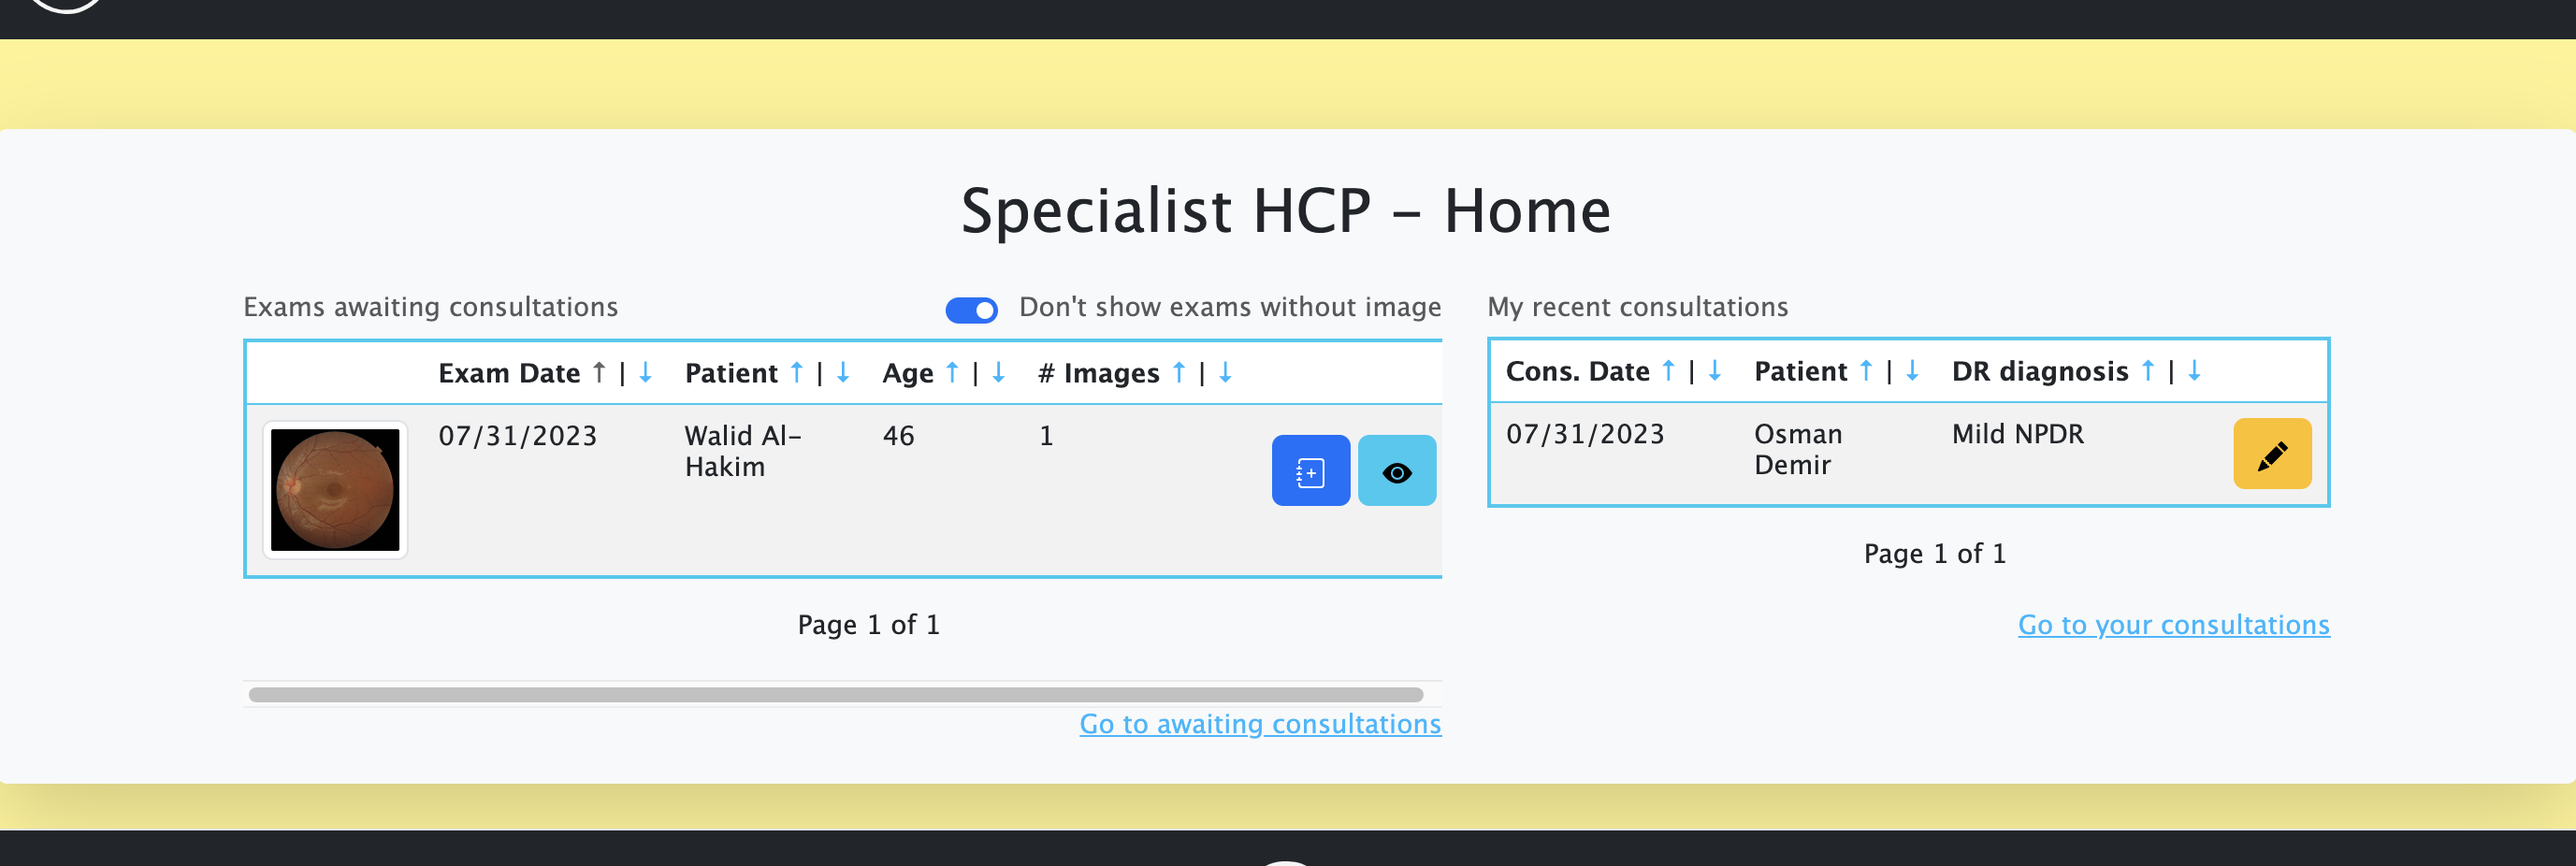 Specialist HCP – Home
Exams awaiting consultations
Don't show exams without image
Exam Date ↑ | ↓ Patient ↑ | ↓ Age ↑ | ↓ # Images ↑ | ↓
07/31/2023 Walid Al- 46 1
Hakim
Page 1 of 1
Go to awaiting consultations
My recent consultations
Cons. Date ↑ | ↓ Patient ↑ | ↓ DR diagnosis ↑ | ↓
07/31/2023 Osman Mild NPDR
Demir
Page 1 of 1
Go to your consultations